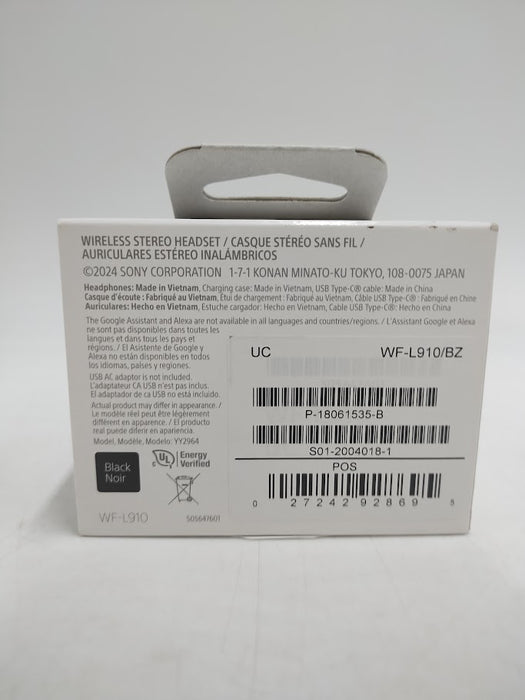 WIRELESS STEREO HEADSET / CASQUE STÉRÉO SANS FIL /
AURICULARES ESTÉREO INALÁMBRICOS
©2024 SONY CORPORATION 1-7-1 KONAN MINATO-KU TOKYO, 108-0075 JAPAN
Headphones: Made in Vietnam, Charging case: Made in Vietnam, USB Type-C® cable: Made in China
Casque d'écoute : Fabriqué au Vietnam, Étui de chargement : Fabriqué au Vietnam, Câble USB Type-C® : Fabriqué en Chine
Auriculares: Hecho en Vietnam, Estuche cargador: Hecho en Vietnam, Cable USB Type-C®: Hecho en China
The Google Assistant and Alexa are not available in all languages and countries/regions. / L'Assistant Google et Alexa
ne sont pas disponibles dans toutes les
langues et dans tous les pays et
régions. / El Asistente de Google y
Alexa no están disponibles en todos
los idiomas, países y regiones.
USB AC adaptor is not included.
L'adaptateur CA USB n'est pas inclus.
El adaptador de ca USB no está incluido.
Actual product may differ in appearance. /
Le modèle réel peut être légèrement
différent en apparence. / El producto
real puede diferir en apariencia.
Model, Modèle, Modelo: YY2964
UC WF-L910/BZ
P-18061535-B
S01-2004018-1
POS
0 27242 92869 5
Black
Noir
c UL ®
Energy
Verified
WF-L910 505647601